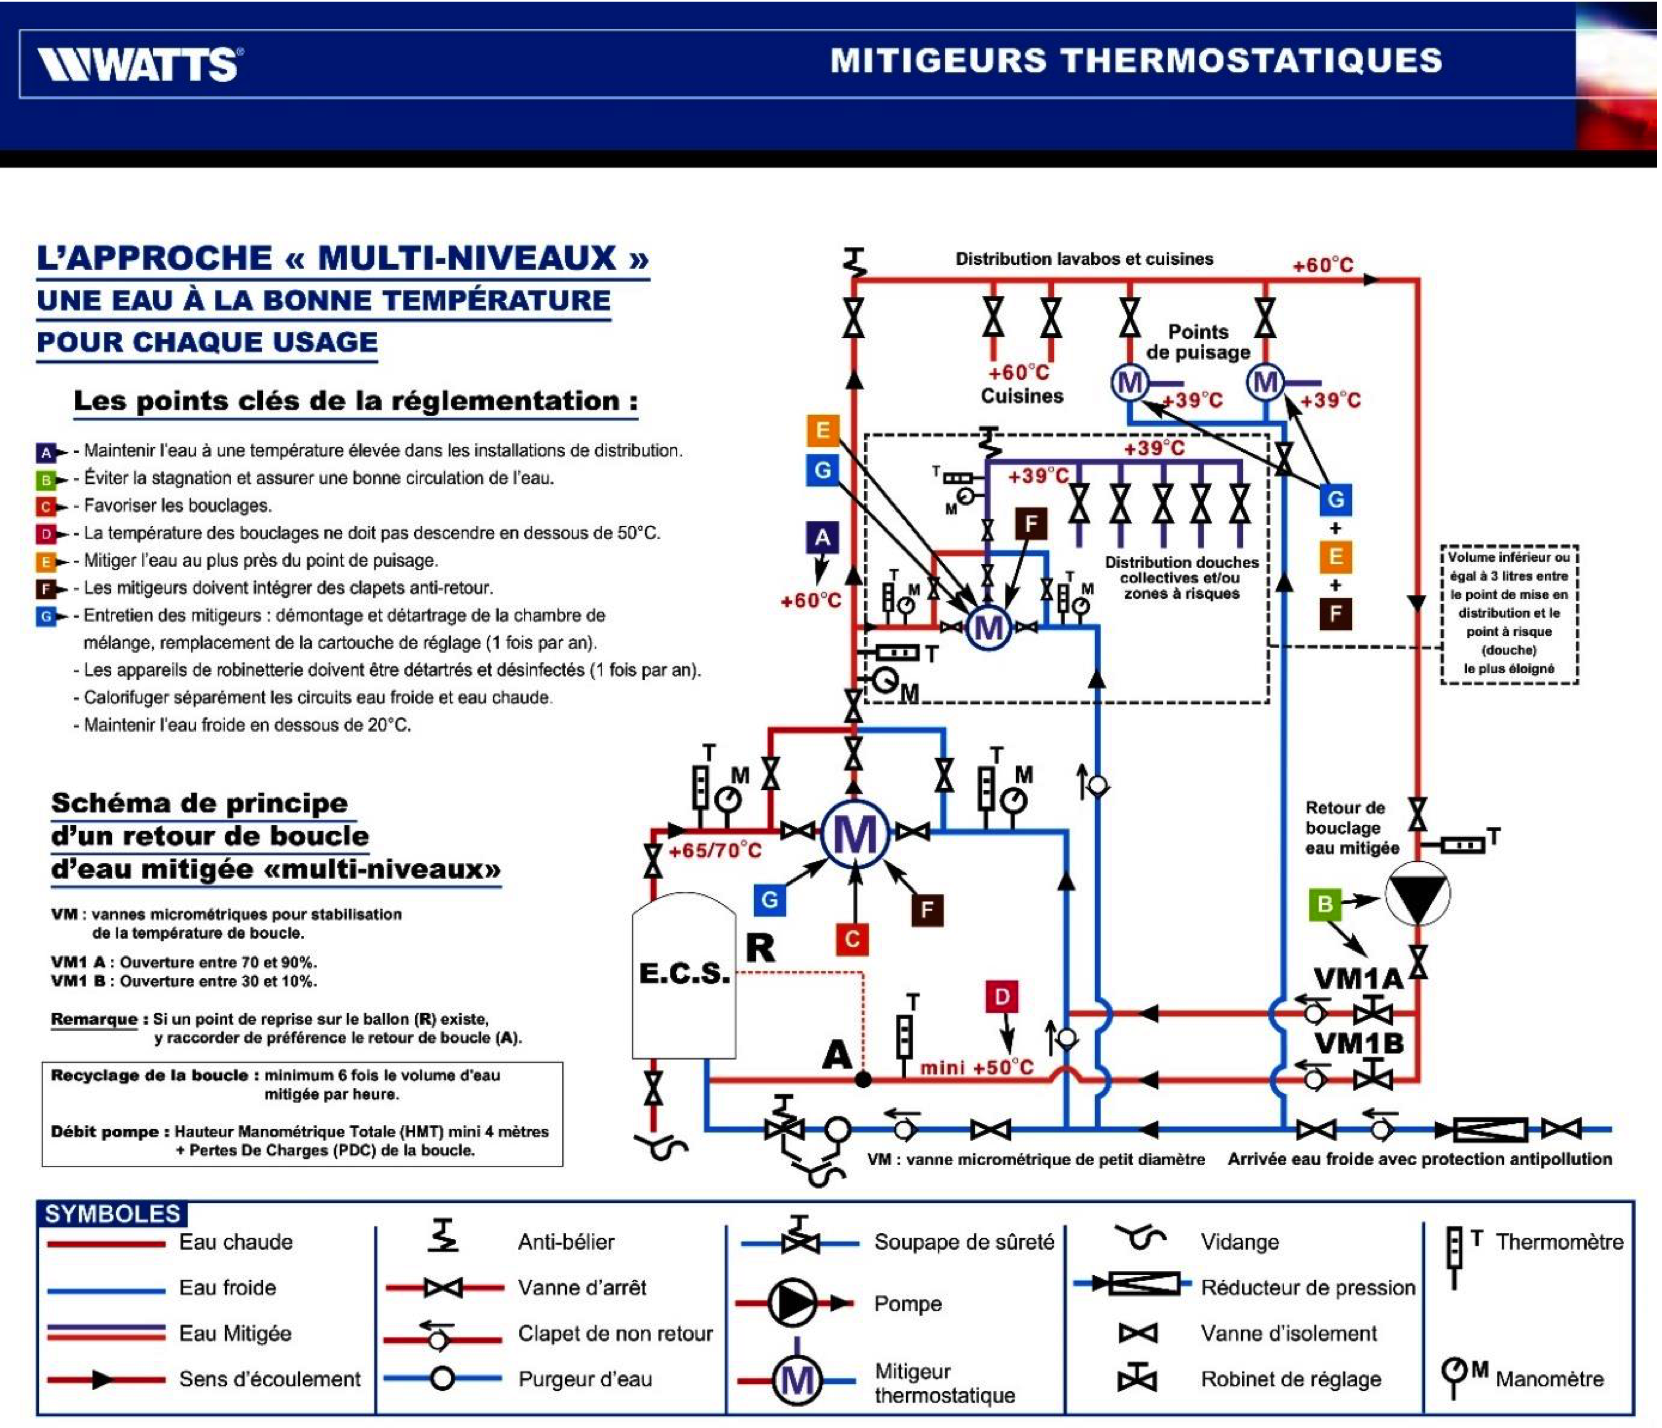 WATTS®
MITIGEURS THERMOSTATIQUES
L'APPROCHE « MULTI-NIVEAUX »
UNE EAU À LA BONNE TEMPÉRATURE
POUR CHAQUE USAGE
Les points clés de la réglementation :
A - Maintenir l'eau à une température élevée dans les installations de distribution.
B - Éviter la stagnation et assurer une bonne circulation de l'eau.
C - Favoriser les bouclages.
D - La température des bouclages ne doit pas descendre en dessous de 50°C.
E - Mitiger l'eau au plus près du point de puisage.
F - Les mitigeurs doivent intégrer des clapets anti-retour.
G - Entretien des mitigeurs : démontage et détartrage de la chambre de
mélange, remplacement de la cartouche de réglage (1 fois par an).
- Les appareils de robinetterie doivent être détartrés et désinfectés (1 fois par an).
- Calorifuger séparément les circuits eau froide et eau chaude.
- Maintenir l'eau froide en dessous de 20°C.
Schéma de principe
d'un retour de boucle
d'eau mitigée «multi-niveaux»
VM : vannes micrométriques pour stabilisation
de la température de boucle.
VM1 A : Ouverture entre 70 et 90%.
VM1 B : Ouverture entre 30 et 10%.
Remarque : Si un point de reprise sur le ballon (R) existe,
y raccorder de préférence le retour de boucle (A).
Recyclage de la boucle : minimum 6 fois le volume d'eau
mitigée par heure.
Débit pompe : Hauteur Manométrique Totale (HMT) mini 4 mètres
+ Pertes De Charges (PDC) de la boucle.
Distribution lavabos et cuisines
+60°C
Points
de puisage
+60°C
Cuisines
M
+39°C
M
+39°C
E
G
A
+60°C
+39°C
+39°C
T
M
F
Distribution douches
collectives et/ou
zones à risques
T
M
M
T
M
T
M
G
+
E
+
F
Volume inférieur ou
égal à 3 litres entre
le point de mise en
distribution et le
point à risque
(douche)
le plus éloigné
T
M
+65/70°C
M
T
M
G
C
F
R
E.C.S.
Retour de
bouclage
eau mitigée
T
B
VM1A
VM1B
A
T
D
mini +50°C
VM : vanne micrométrique de petit diamètre
Arrivée eau froide avec protection antipollution
SYMBOLES
Eau chaude
Eau froide
Eau Mitigée
Sens d'écoulement
Anti-bélier
Vanne d'arrêt
Clapet de non retour
Purgeur d'eau
Soupape de sûreté
Pompe
M
Mitigeur
thermostatique
Vidange
Réducteur de pression
Vanne d'isolement
Robinet de réglage
T Thermomètre
M Manomètre